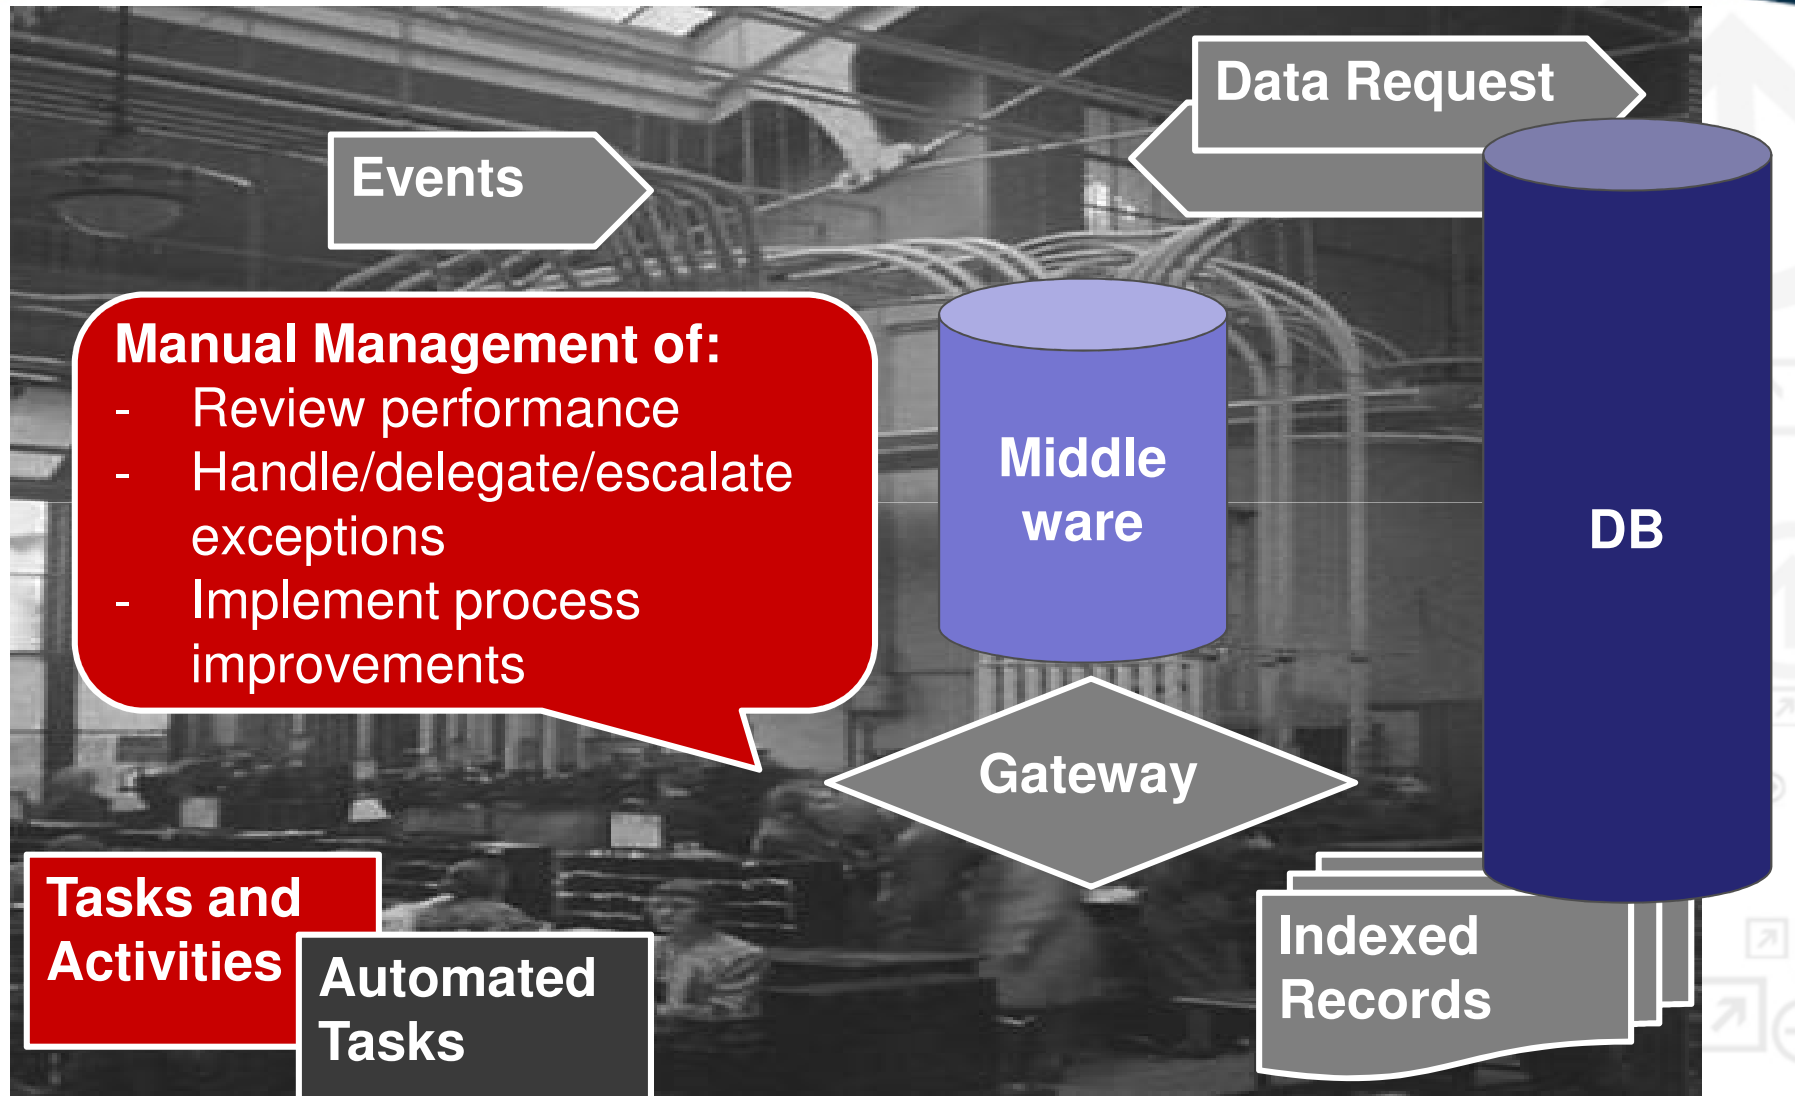 Data Request
Events
Manual Management of:
- Review performance
- Handle/delegate/escalate
exceptions
- Implement process
improvements
Middle
ware
DB
Gateway
Tasks and
Activities
Automated
Tasks
Indexed
Records